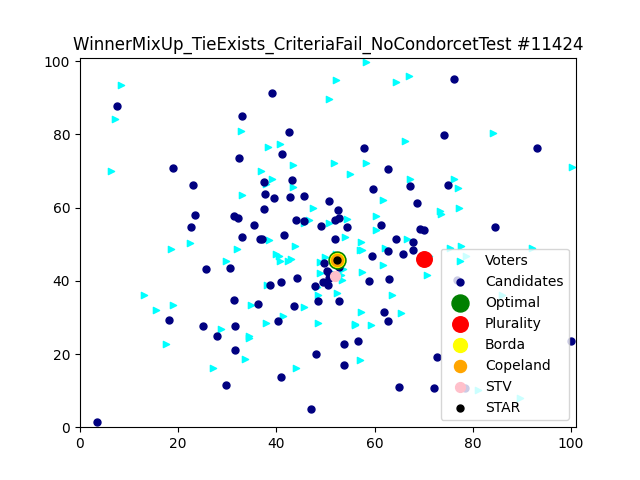 WinnerMixUp_TieExists_CriteriaFail_NoCondorcetTest #11424
100
80
60
40
20
0
0 20 40 60 80 100
Voters
Candidates
Optimal
Plurality
Borda
Copeland
STV
STAR